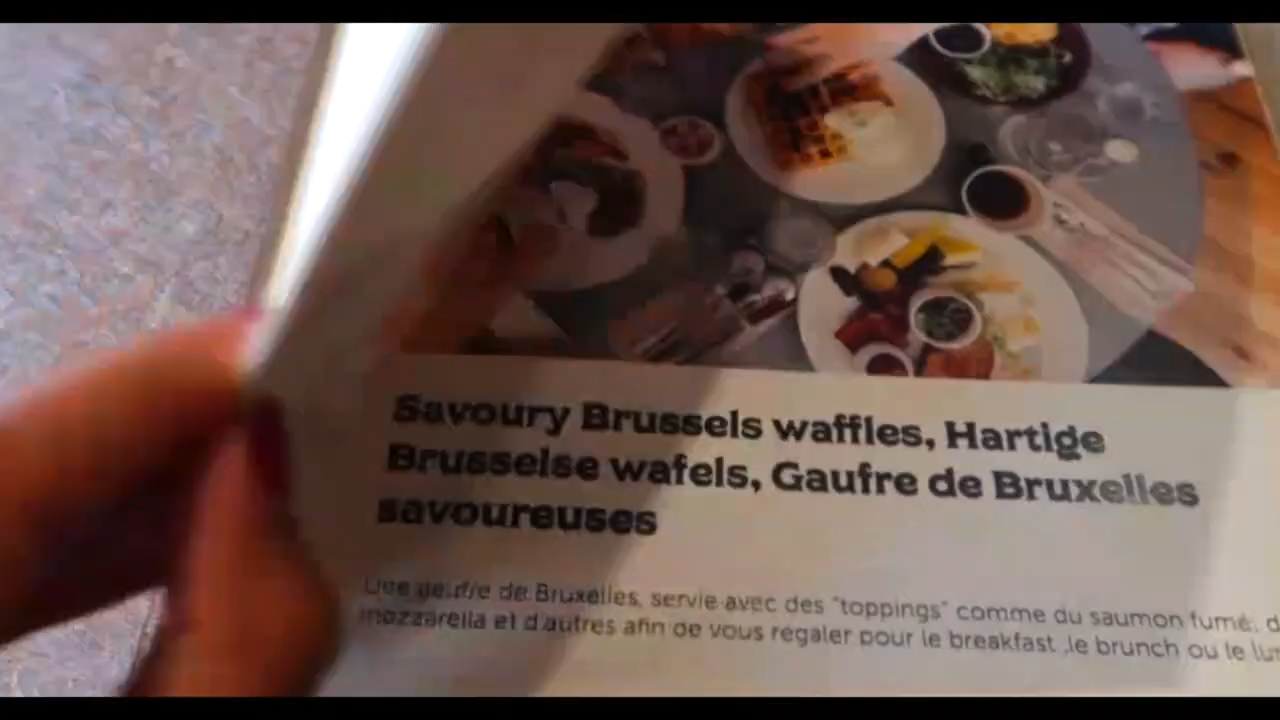 Savoury Brussels waffles, Hartige
Brusselse wafels, Gaufre de Bruxelles
savoureuses
Une gaufre de Bruxelles, servie avec des "toppings" comme du saumon fumé, d
mozzarella et d'autres afin de vous régaler pour le breakfast ,le brunch ou le lun